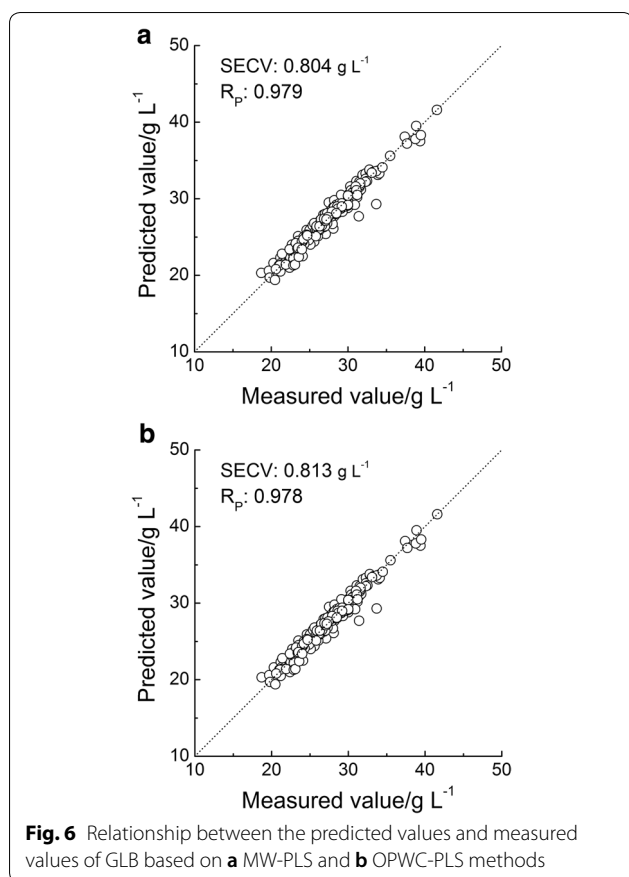 a
SECV: 0.804 g L⁻¹
R_P: 0.979
Predicted value/g L⁻¹
50
40
30
20
10
10 20 30 40 50
Measured value/g L⁻¹
b
SECV: 0.813 g L⁻¹
R_P: 0.978
Predicted value/g L⁻¹
50
40
30
20
10
10 20 30 40 50
Measured value/g L⁻¹
Fig. 6 Relationship between the predicted values and measured
values of GLB based on a MW-PLS and b OPWC-PLS methods